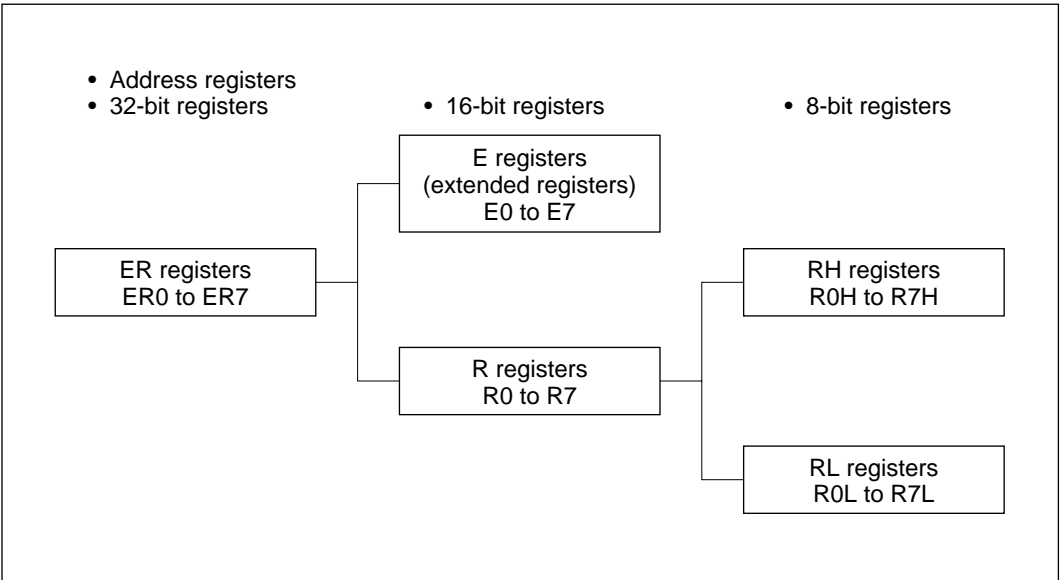 • Address registers
• 32-bit registers
• 16-bit registers
• 8-bit registers
E registers
(extended registers)
E0 to E7
ER registers
ER0 to ER7
RH registers
R0H to R7H
R registers
R0 to R7
RL registers
R0L to R7L